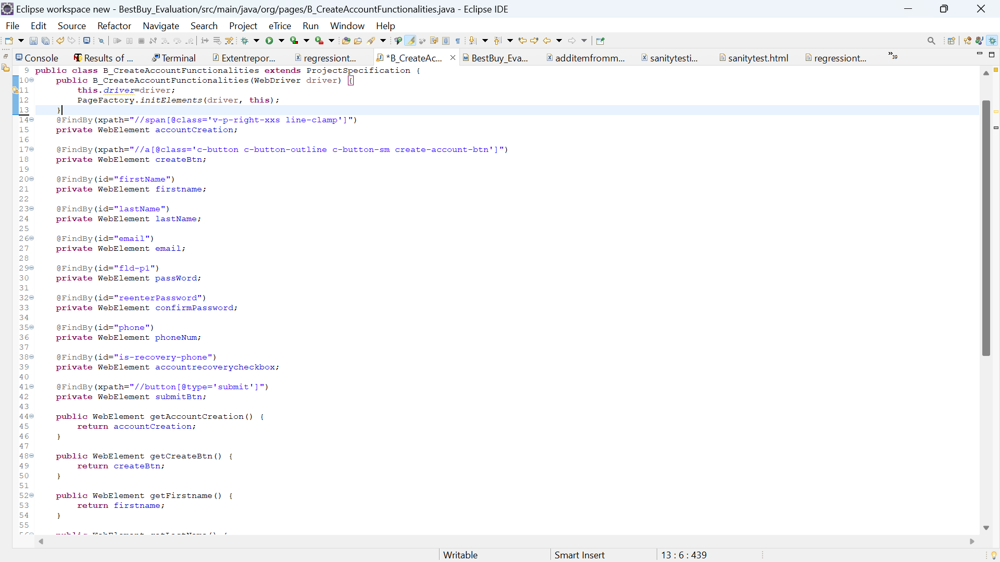 Eclipse workspace new - BestBuy_Evaluation/src/main/java/org/pages/B_CreateAccountFunctionalities.java - Eclipse IDE
File Edit Source Refactor Navigate Search Project eTrice Run Window Help
Console Results of ... Terminal Extentrepor... regressiont... *B_CreateAc... BestBuy_Eva... additemfromm... sanitytesti... sanitytest.html regressiont... »39
9 public class B_CreateAccountFunctionalities extends ProjectSpecification {
10 public B_CreateAccountFunctionalities(WebDriver driver) {
11 this.driver=driver;
12 PageFactory.initElements(driver, this);
13 }
14 @FindBy(xpath="//span[@class='v-p-right-xxs line-clamp']")
15 private WebElement accountCreation;
16
17 @FindBy(xpath="//a[@class='c-button c-button-outline c-button-sm create-account-btn']")
18 private WebElement createBtn;
19
20 @FindBy(id="firstName")
21 private WebElement firstname;
22
23 @FindBy(id="lastName")
24 private WebElement lastName;
25
26 @FindBy(id="email")
27 private WebElement email;
28
29 @FindBy(id="fld-p1")
30 private WebElement passWord;
31
32 @FindBy(id="reenterPassword")
33 private WebElement confirmPassword;
34
35 @FindBy(id="phone")
36 private WebElement phoneNum;
37
38 @FindBy(id="is-recovery-phone")
39 private WebElement accountrecoverycheckbox;
40
41 @FindBy(xpath="//button[@type='submit']")
42 private WebElement submitBtn;
43
44 public WebElement getAccountCreation() {
45 return accountCreation;
46 }
47
48 public WebElement getCreateBtn() {
49 return createBtn;
50 }
51
52 public WebElement getFirstname() {
53 return firstname;
54 }
55
Writable Smart Insert 13 : 6 : 439